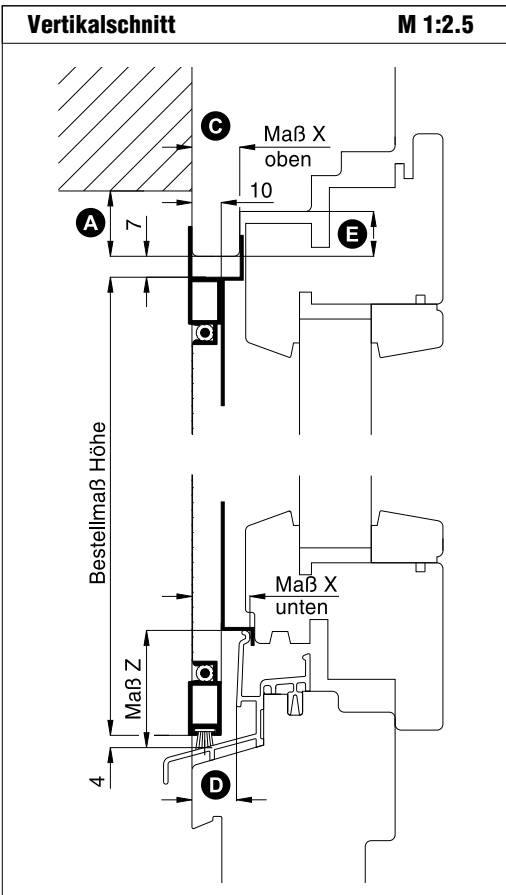 Vertikalschnitt M 1:2.5
C
Maß X
oben
10
A
7
E
Bestellmaß Höhe
Maß X
unten
Maß Z
4
D